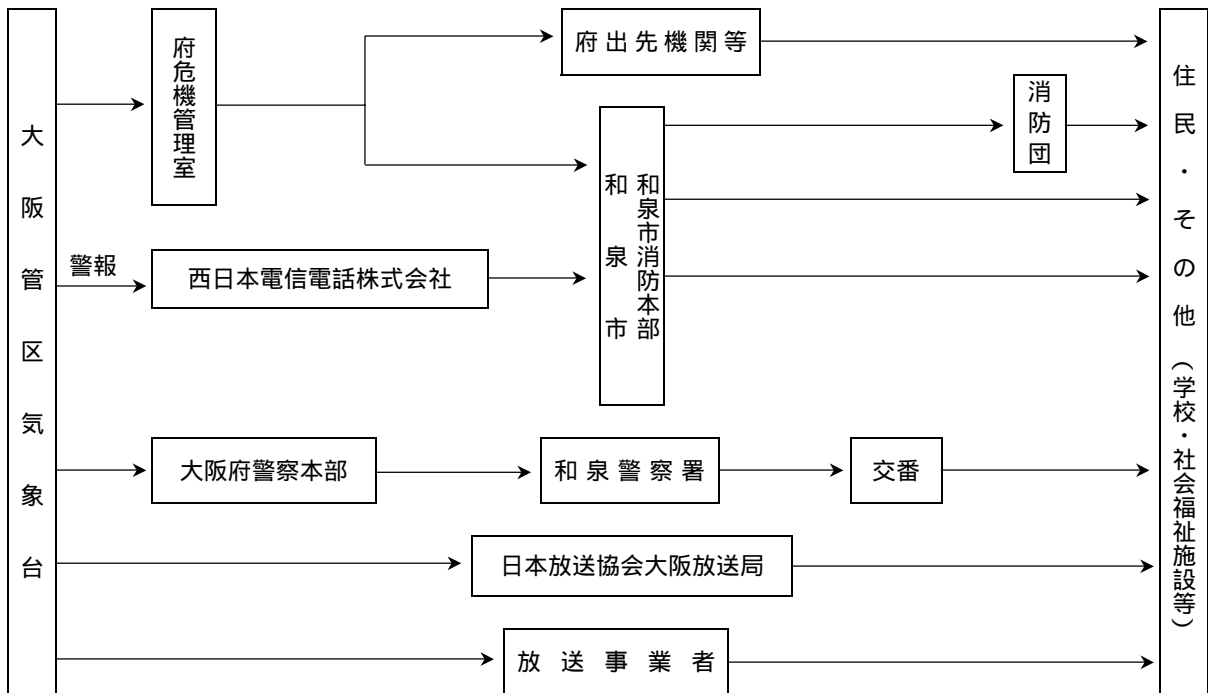 大阪管区気象台
警報
府危機管理室
西日本電信電話株式会社
大阪府警察本部
府出先機関等
和泉市消防本部
和泉市
和泉警察署
日本放送協会大阪放送局
放送事業者
消防団
交番
住民・その他(学校・社会福祉施設等)